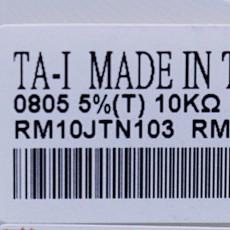 TA-I MADE IN T
0805 5%(T) 10KΩ
RM10JTN103 RM